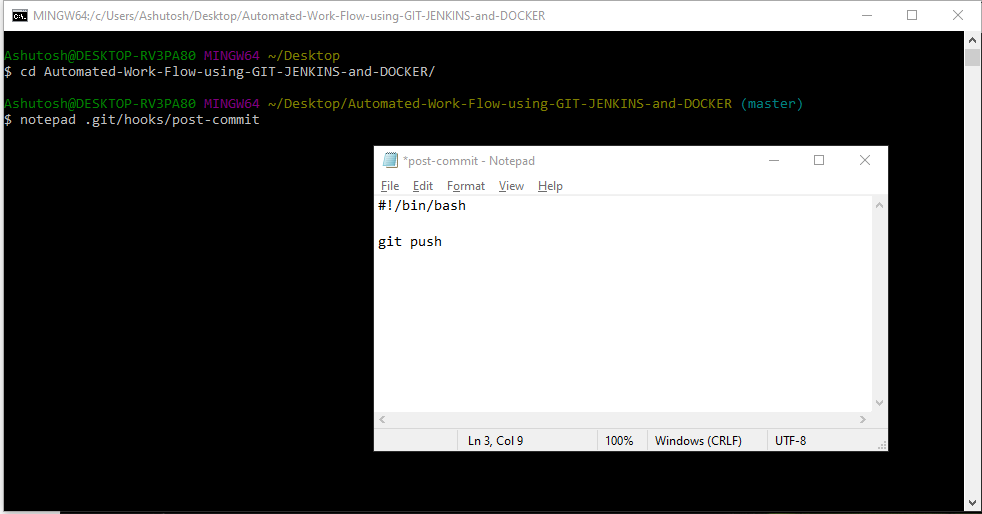 MINGW64:/c/Users/Ashutosh/Desktop/Automated-Work-Flow-using-GIT-JENKINS-and-DOCKER
Ashutosh@DESKTOP-RV3PA80 MINGW64 ~/Desktop
$ cd Automated-Work-Flow-using-GIT-JENKINS-and-DOCKER/
Ashutosh@DESKTOP-RV3PA80 MINGW64 ~/Desktop/Automated-Work-Flow-using-GIT-JENKINS-and-DOCKER (master)
$ notepad .git/hooks/post-commit
*post-commit - Notepad
File Edit Format View Help
#!/bin/bash
git push
Ln 3, Col 9 100% Windows (CRLF) UTF-8